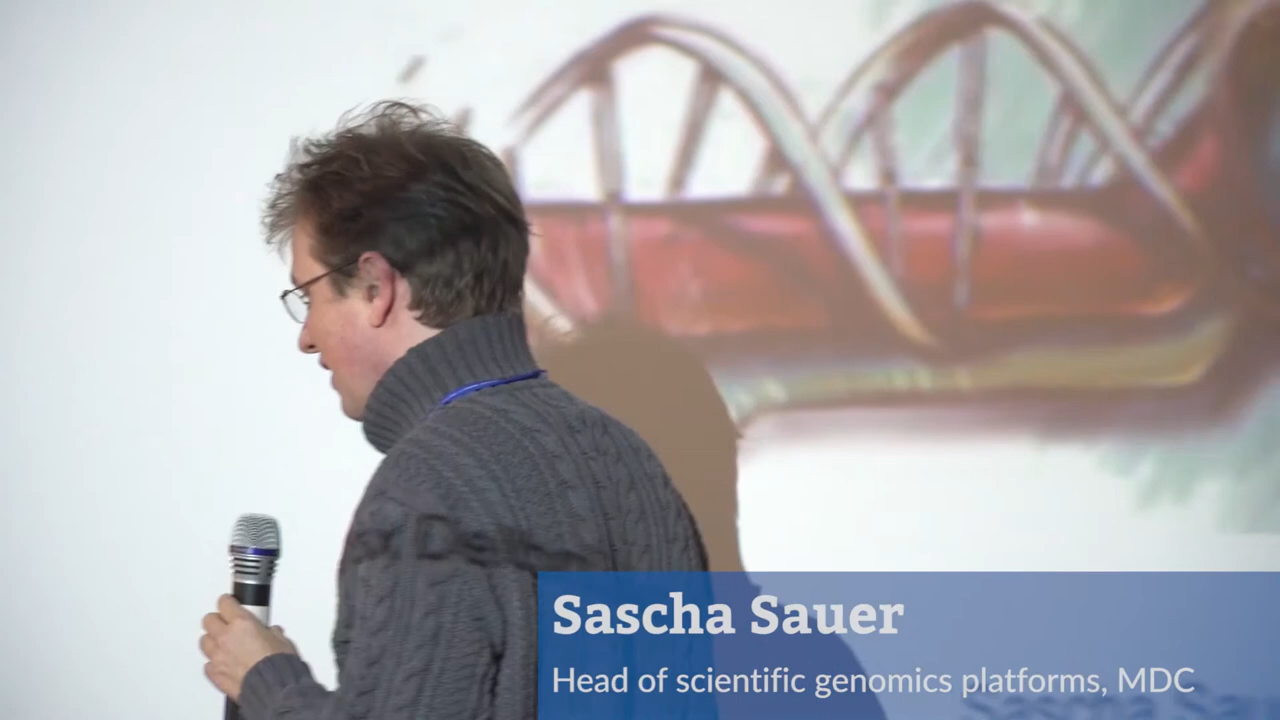 Sascha Sauer
Head of scientific genomics platforms, MDC